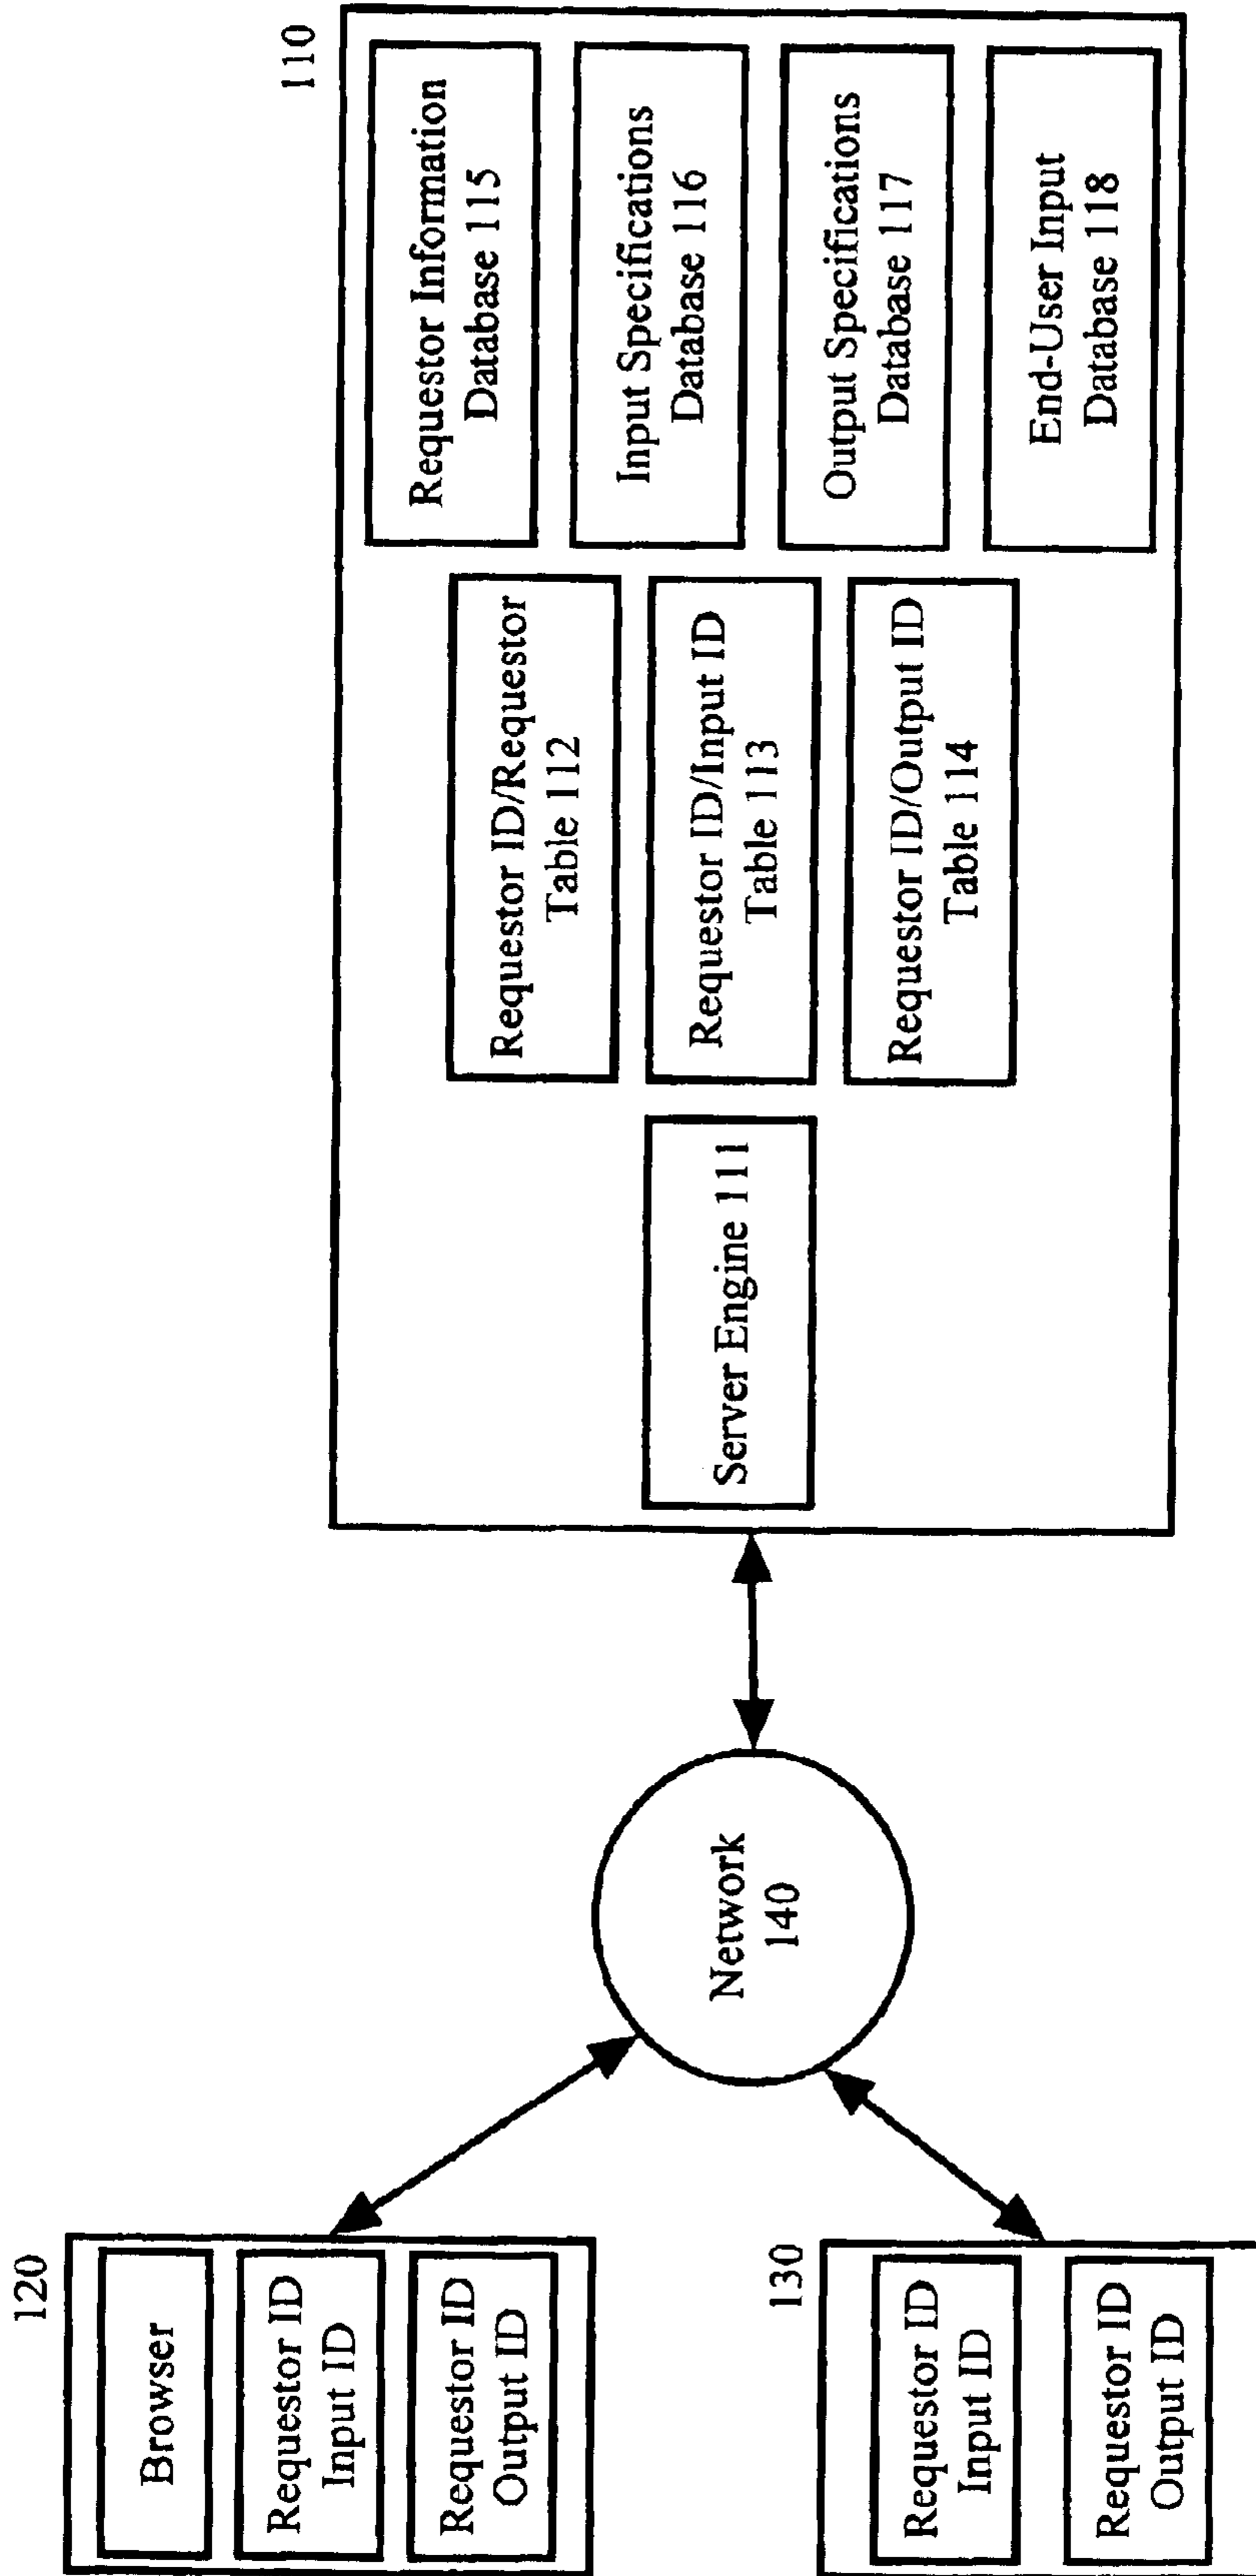 120
Browser
Requestor ID
Input ID
Requestor ID
Output ID
130
Requestor ID
Input ID
Requestor ID
Output ID
Network
140
110
Server Engine 111
Requestor ID/Requestor
Table 112
Requestor ID/Input ID
Table 113
Requestor ID/Output ID
Table 114
Requestor Information
Database 115
Input Specifications
Database 116
Output Specifications
Database 117
End-User Input
Database 118